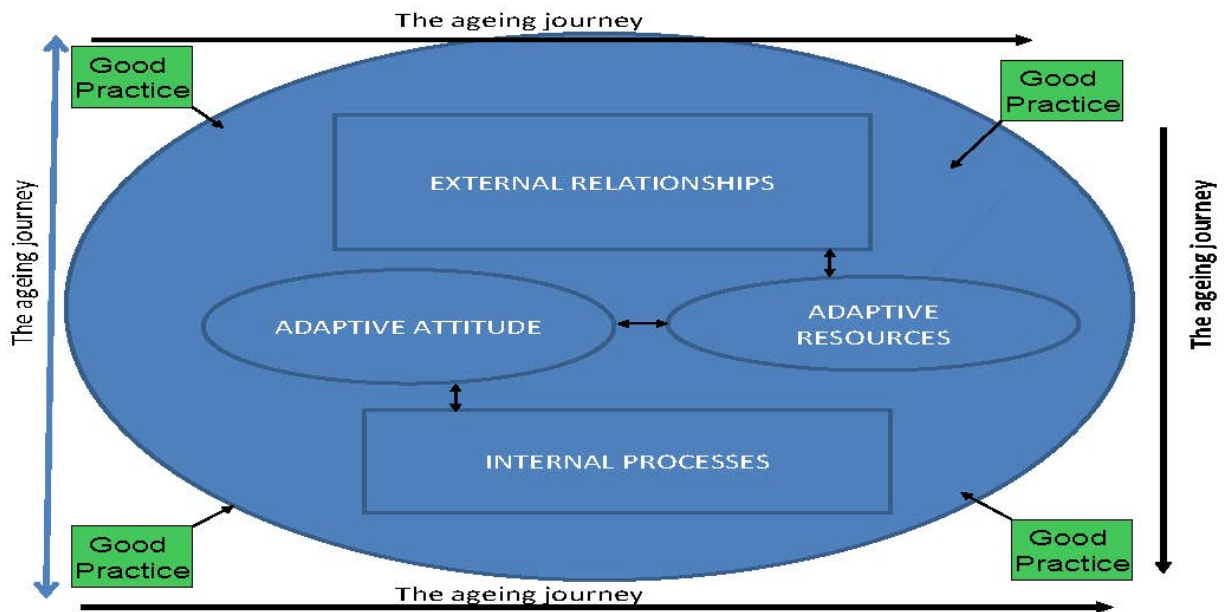 The ageing journey
Good
Practice
Good
Practice
EXTERNAL RELATIONSHIPS
The ageing journey
The ageing journey
ADAPTIVE ATTITUDE
ADAPTIVE
RESOURCES
INTERNAL PROCESSES
Good
Practice
Good
Practice
The ageing journey